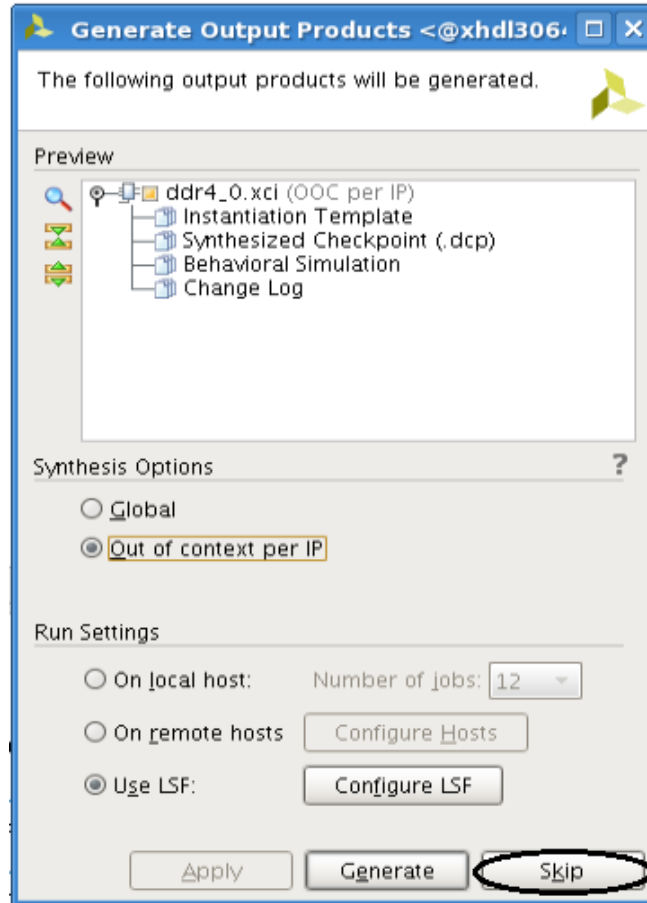 Generate Output Products <@xhdl306
The following output products will be generated.
Preview
ddr4_0.xci (OOC per IP)
Instantiation Template
Synthesized Checkpoint (.dcp)
Behavioral Simulation
Change Log
Synthesis Options ?
Global
Out of context per IP
Run Settings
On local host: Number of jobs: 12
On remote hosts Configure Hosts
Use LSF: Configure LSF
Apply Generate Skip